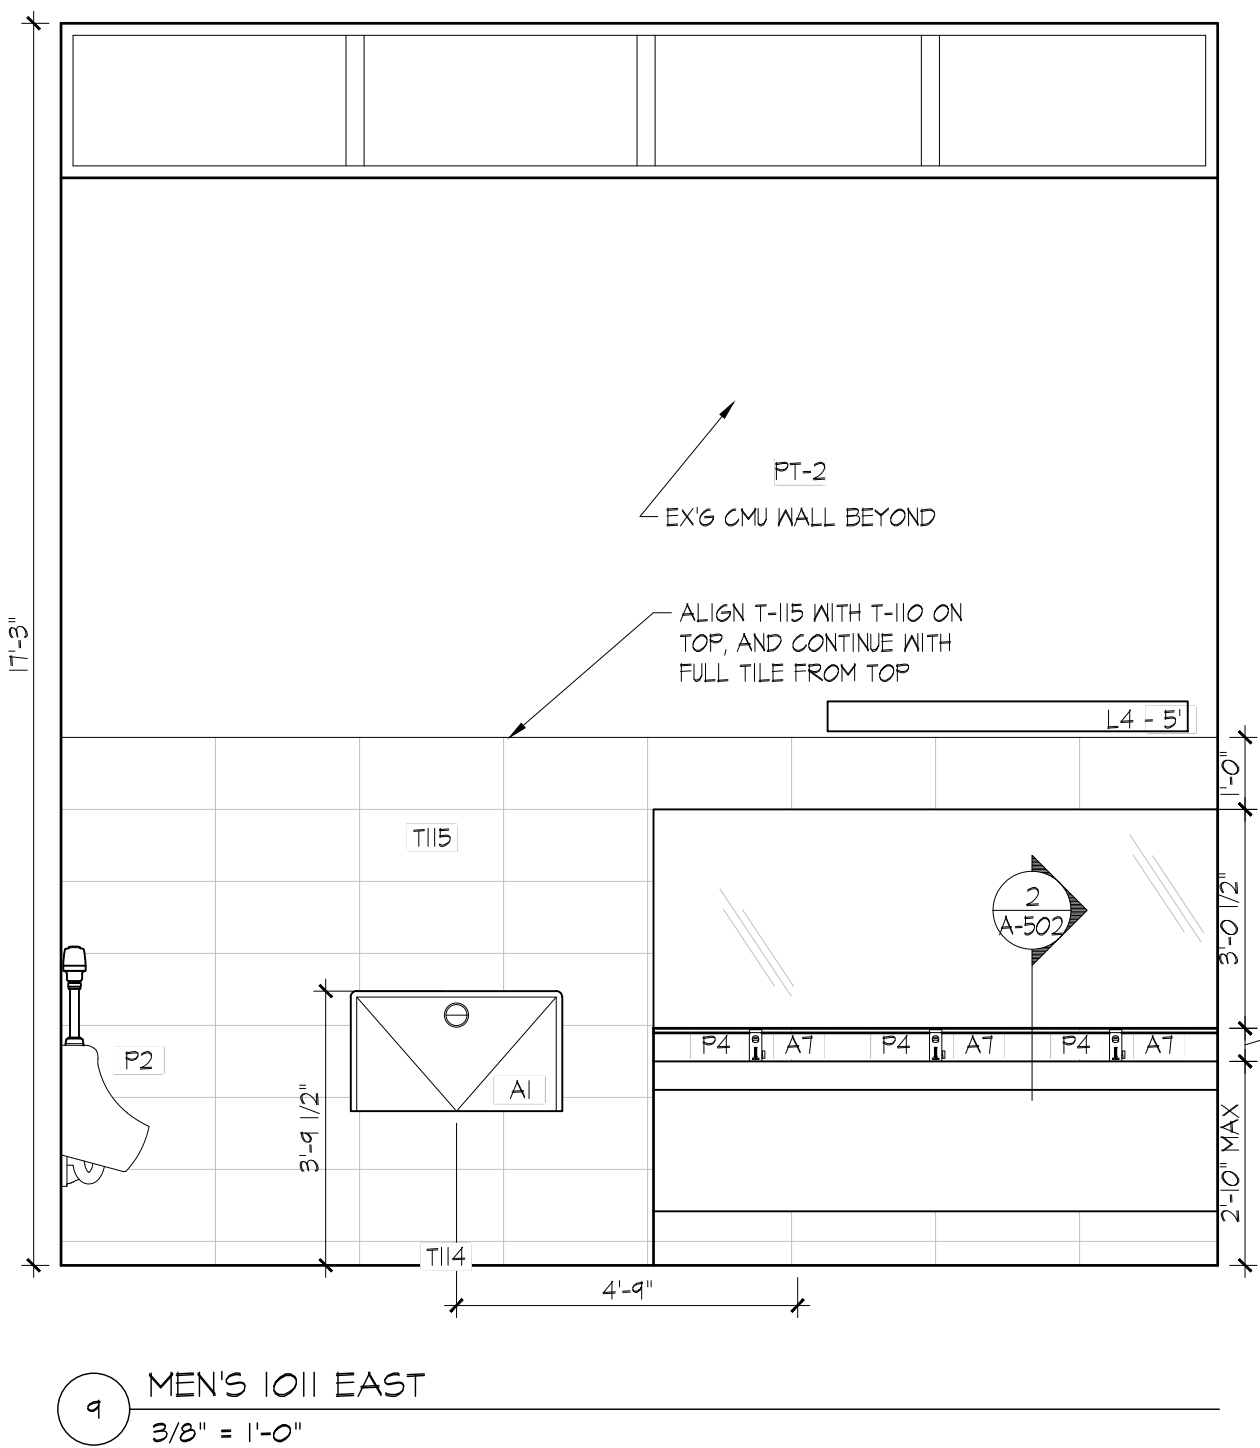 17'-3"
PT-2
EX'G CMU WALL BEYOND
ALIGN T-115 WITH T-110 ON
TOP, AND CONTINUE WITH
FULL TILE FROM TOP
L4 - 5'
1'-0"
T115
2
A-502
3'-0 1/2"
P2
P4 A7 P4 A7 P4 A7
A1
3'-9 1/2"
2'-10" MAX
T114
4'-9"
9
MEN'S 1011 EAST
3/8" = 1'-0"